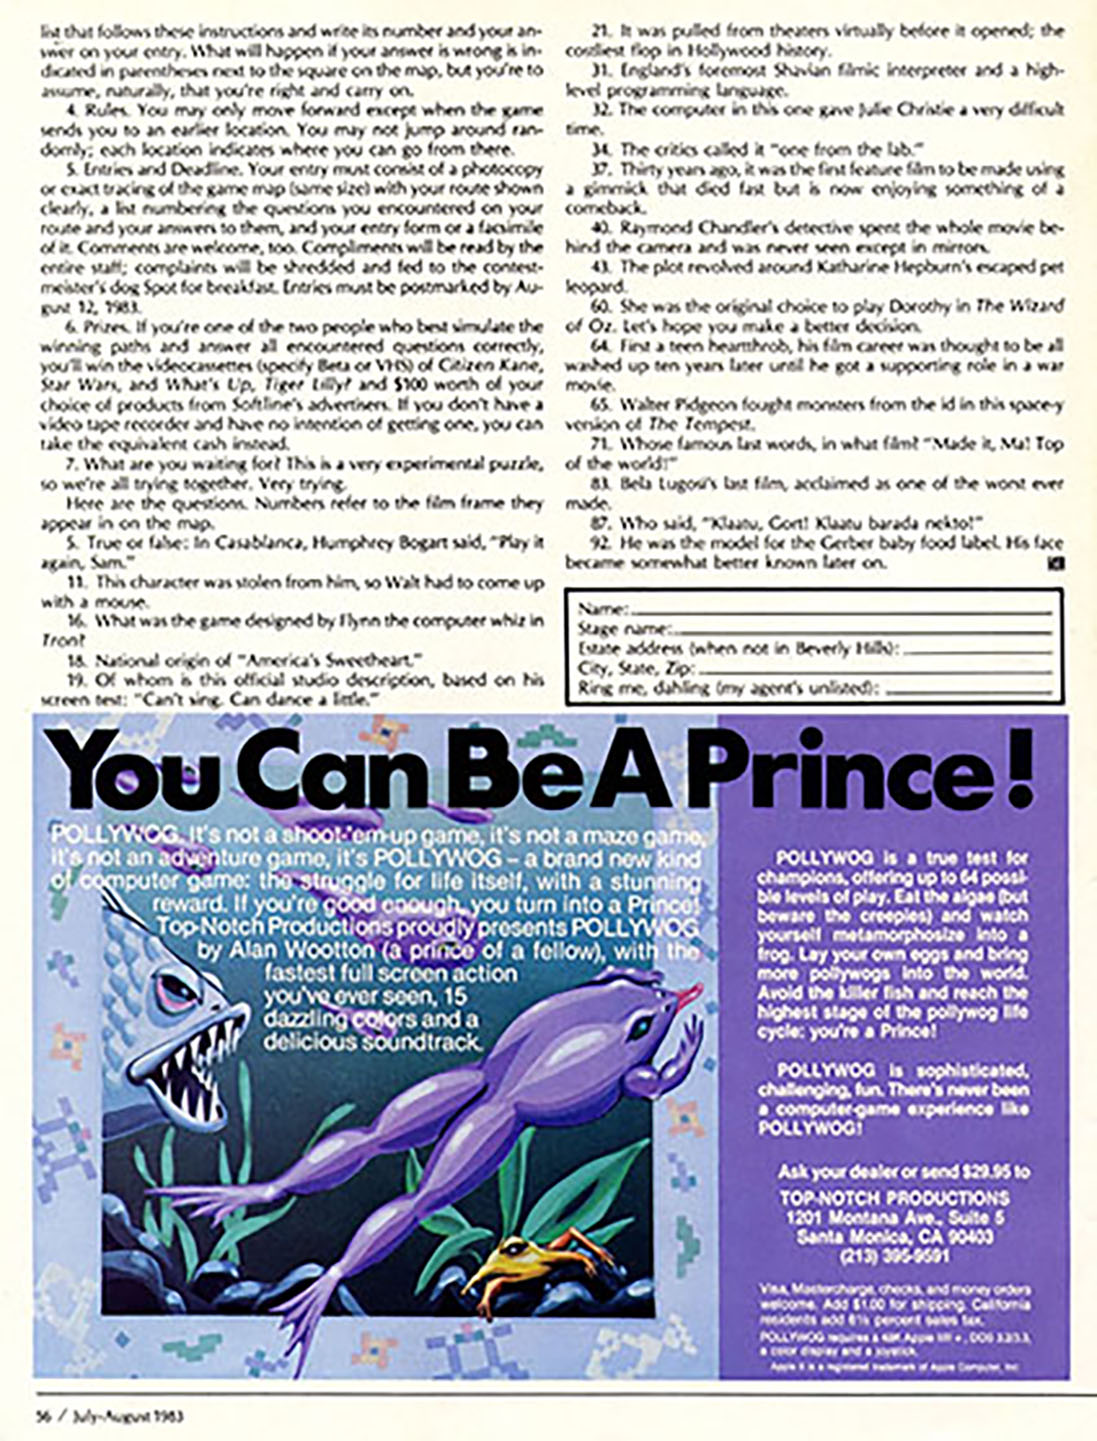 list that follows these instructions and write its number and your an-
swer on your entry. What will happen if your answer is wrong is in-
dicated in parentheses next to the square on the map, but you're to
assume, naturally, that you're right and carry on.
4. Rules. You may only move forward except when the game
sends you to an earlier location. You may not jump around ran-
domly; each location indicates where you can go from there.
5. Entries and Deadline. Your entry must consist of a photocopy
or exact tracing of the game map (same size) with your route shown
clearly, a list numbering the questions you encountered on your
route and your answers to them, and your entry form or a facsimile
of it. Comments are welcome, too. Compliments will be read by the
entire staff; complaints will be shredded and fed to the contest-
meister's dog Spot for breakfast. Entries must be postmarked by Au-
gust 12, 1983.
6. Prizes. If you're one of the two people who best simulate the
winning paths and answer all encountered questions correctly,
you'll win the videocassettes (specify Beta or VHS) of Citizen Kane,
Star Wars, and What's Up, Tiger Lilly? and $100 worth of your
choice of products from Softline's advertisers. If you don't have a
video tape recorder and have no intention of getting one, you can
take the equivalent cash instead.
7. What are you waiting for? This is a very experimental puzzle,
so we're all trying together. Very trying.
Here are the questions. Numbers refer to the film frame they
appear in on the map.
5. True or false: In Casablanca, Humphrey Bogart said, "Play it
again, Sam."
11. This character was stolen from him, so Walt had to come up
with a mouse.
16. What was the game designed by Flynn the computer whiz in
Tron?
18. National origin of "America's Sweetheart."
19. Of whom is this official studio description, based on his
screen test: "Can't sing. Can dance a little."
21. It was pulled from theaters virtually before it opened; the
costliest flop in Hollywood history.
31. England's foremost Shavian filmic interpreter and a high-
level programming language.
32. The computer in this one gave Julie Christie a very difficult
time.
34. The critics called it "one from the lab."
37. Thirty years ago, it was the first feature film to be made using
a gimmick that died fast but is now enjoying something of a
comeback.
40. Raymond Chandler's detective spent the whole movie be-
hind the camera and was never seen except in mirrors.
43. The plot revolved around Katharine Hepburn's escaped pet
leopard.
60. She was the original choice to play Dorothy in The Wizard
of Oz. Let's hope you make a better decision.
64. First a teen heartthrob, his film career was thought to be all
washed up ten years later until he got a supporting role in a war
movie.
65. Walter Pidgeon fought monsters from the id in this space-y
version of The Tempest.
71. Whose famous last words, in what film? "Made it, Ma! Top
of the world!"
83. Bela Lugosi's last film, acclaimed as one of the worst ever
made.
87. Who said, "Klaatu, Gort! Klaatu barada nekto!"
92. He was the model for the Gerber baby food label. His face
became somewhat better known later on.
Name:
Stage name:
Estate address (when not in Beverly Hills):
City, State, Zip:
Ring me, dahling (my agent's unlisted):
You Can Be A Prince!
POLLYWOG. It's not a shoot-'em-up game, it's not a maze game,
it's not an adventure game, it's POLLYWOG – a brand new kind
of computer game: the struggle for life itself, with a stunning
reward. If you're good enough, you turn into a Prince!
Top-Notch Productions proudly presents POLLYWOG
by Alan Wootton (a prince of a fellow), with the
fastest full screen action
you've ever seen, 15
dazzling colors and a
delicious soundtrack.
POLLYWOG is a true test for
champions, offering up to 64 possi-
ble levels of play. Eat the algae (but
beware the creepies) and watch
yourself metamorphosize into a
frog. Lay your own eggs and bring
more pollywogs into the world.
Avoid the killer fish and reach the
highest stage of the pollywog life
cycle: you're a Prince!
POLLYWOG is sophisticated,
challenging, fun. There's never been
a computer-game experience like
POLLYWOG!
Ask your dealer or send $29.95 to
TOP-NOTCH PRODUCTIONS
1201 Montana Ave., Suite 5
Santa Monica, CA 90403
(213) 395-9591
Visa, Mastercharge, checks, and money orders
welcome. Add $1.00 for shipping. California
residents add 6½ percent sales tax.
POLLYWOG requires a 48K Apple II/II +, DOS 3.2/3.3,
a color display and a joystick.
Apple II is a registered trademark of Apple Computer, Inc.
56 / July-August 1983